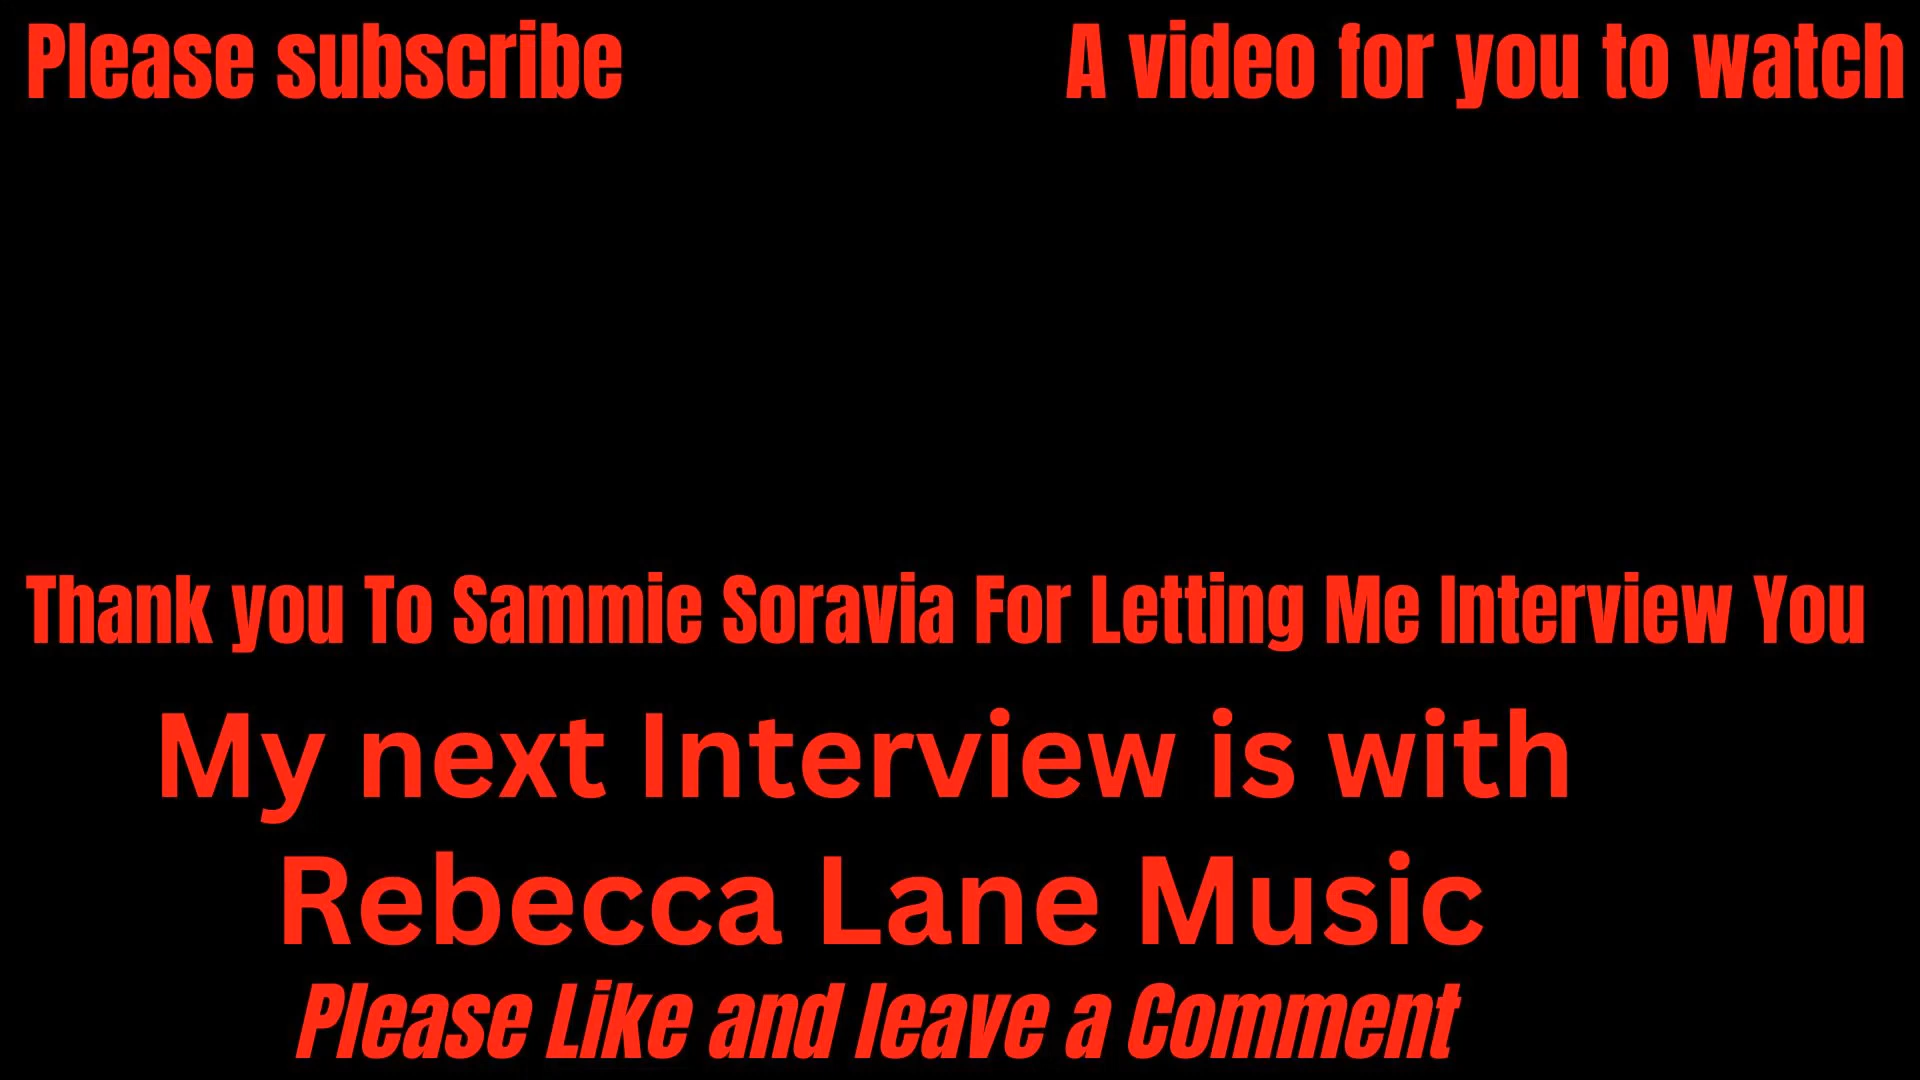 Please subscribe
A video for you to watch
Thank you To Sammie Soravia For Letting Me Interview You
My next Interview is with
Rebecca Lane Music
Please Like and leave a Comment